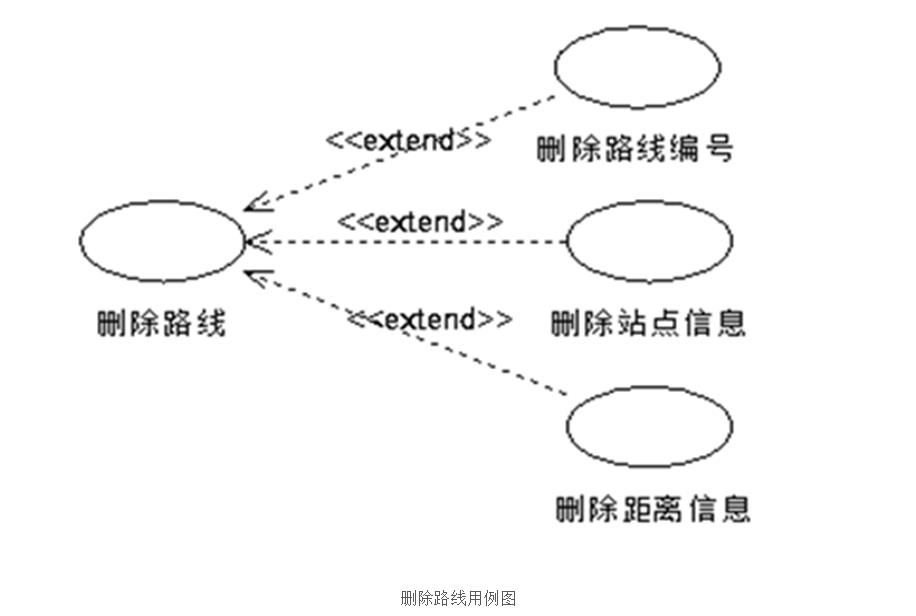 <<extend>>
删除路线编号
<<extend>>
删除路线
<<extend>>
删除站点信息
删除距离信息
删除路线用例图